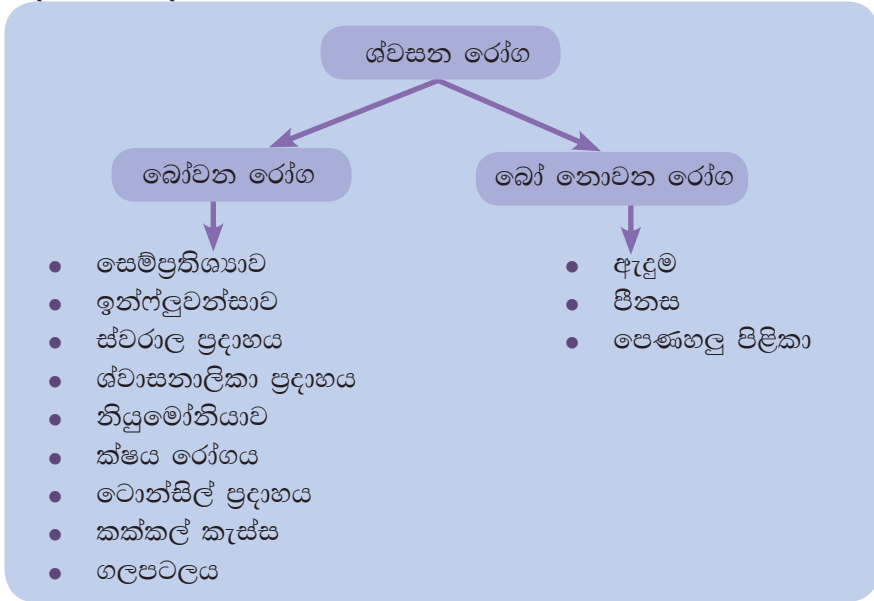 ශ්වසන රෝග
බෝවන රෝග
බෝ නොවන රෝග
සෙම්ප්‍රතිශ්‍යාව
ඉන්ෆ්ලුවන්සාව
ස්වරාල ප්‍රදාහය
ශ්වාසනාලිකා ප්‍රදාහය
නියුමෝනියාව
ක්ෂය රෝගය
ටොන්සිල් ප්‍රදාහය
කක්කල් කැස්ස
ගලපටලය
ඇදුම
පීනස
පෙණහලු පිළිකා